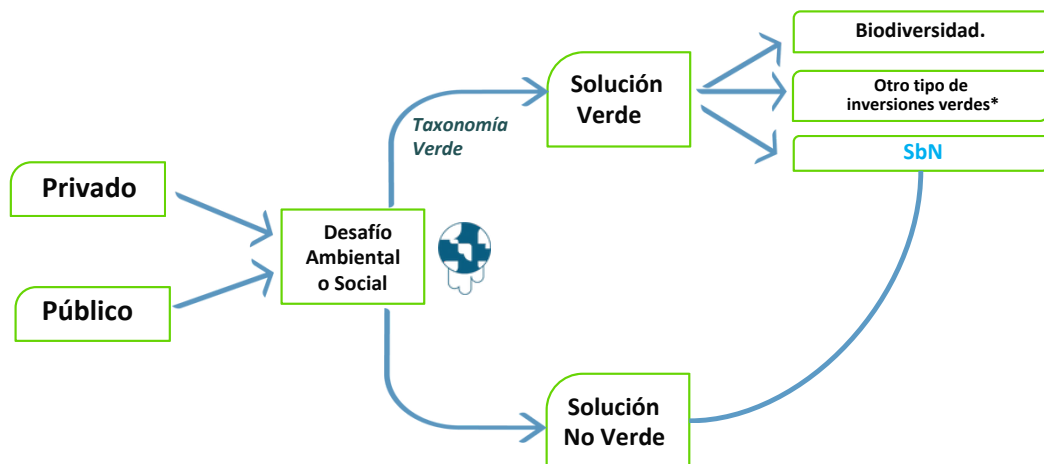 Privado
Público
Desafío
Ambiental
o Social
Taxonomía
Verde
Solución
Verde
Biodiversidad.
Otro tipo de
inversiones verdes*
SbN
Solución
No Verde